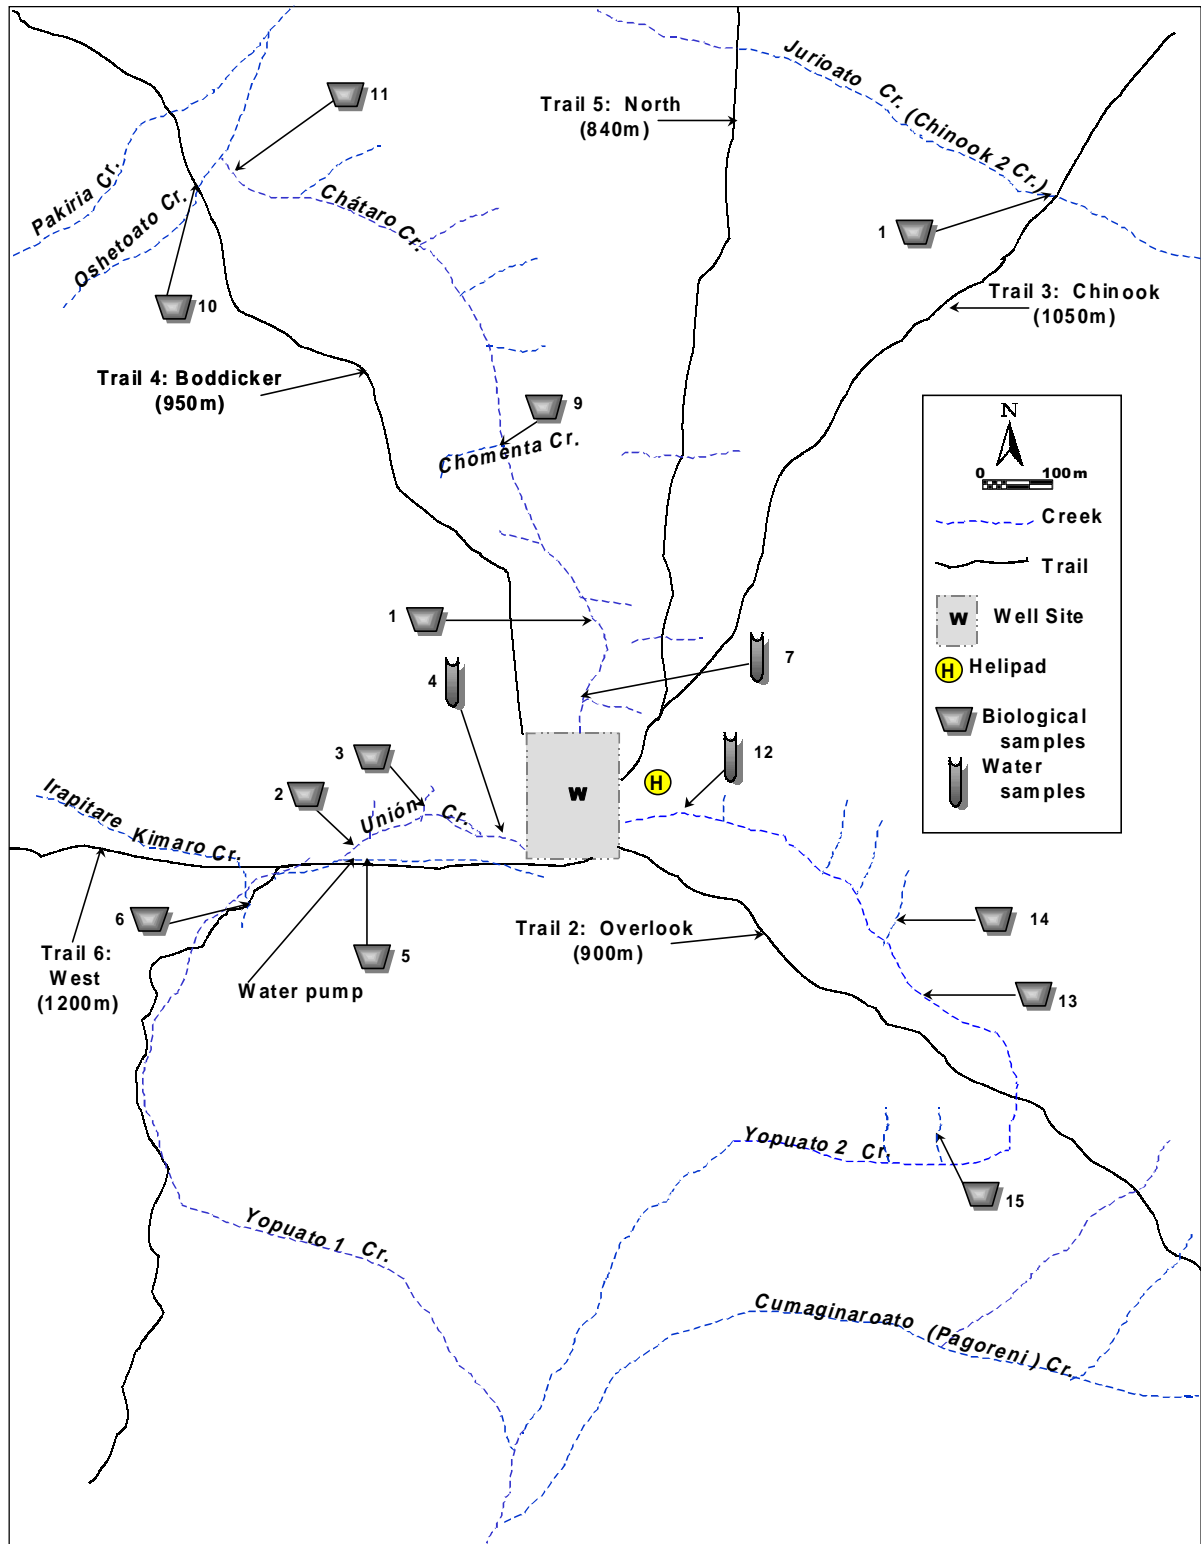 11
Trail 5: North
(840m)
Jurioato Cr. (Chinook 2 Cr.)
Pakiria Cr.
Oshetoato Cr.
Chátaro Cr.
1
10
Trail 3: Chinook
(1050m)
Trail 4: Boddicker
(950m)
9
Chomenta Cr.
N
0 100m
Creek
Trail
W Well Site
H Helipad
Biological
samples
Water
samples
1
4
7
3
2
12
Irapitare Kimaro Cr.
Unión Cr.
W
H
6
Trail 6:
West
(1200m)
5
Water pump
Trail 2: Overlook
(900m)
14
13
Yopuato 2 Cr.
15
Yopuato 1 Cr.
Cumaginaroato (Pagoreni) Cr.